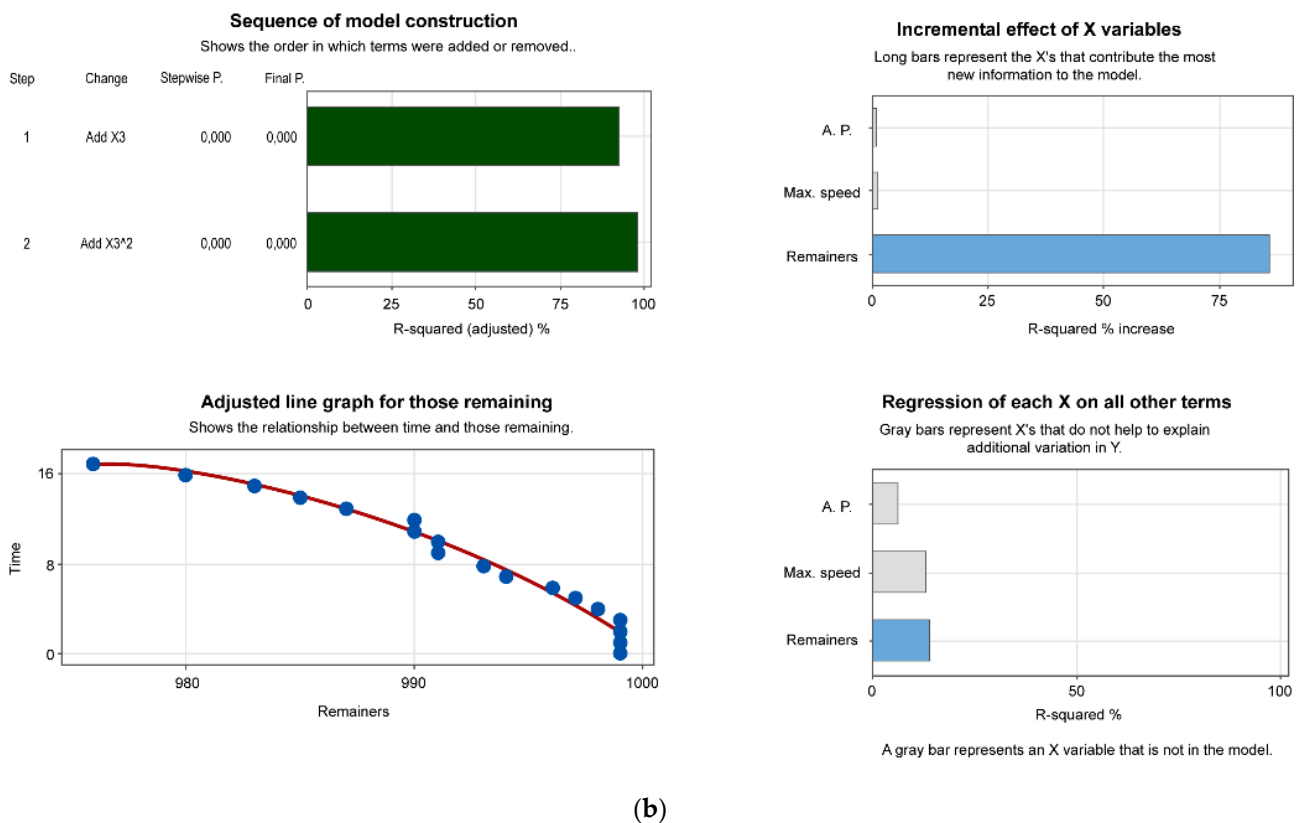 Sequence of model construction
Shows the order in which terms were added or removed..
Step Change Stepwise P. Final P.
1 Add X3 0,000 0,000
2 Add X3^2 0,000 0,000
0 25 50 75 100
R-squared (adjusted) %
Incremental effect of X variables
Long bars represent the X's that contribute the most
new information to the model.
A. P.
Max. speed
Remainers
0 25 50 75
R-squared % increase
Adjusted line graph for those remaining
Shows the relationship between time and those remaining.
Time
16
8
0
980 990 1000
Remainers
Regression of each X on all other terms
Gray bars represent X's that do not help to explain
additional variation in Y.
A. P.
Max. speed
Remainers
0 50 100
R-squared %
A gray bar represents an X variable that is not in the model.
(b)